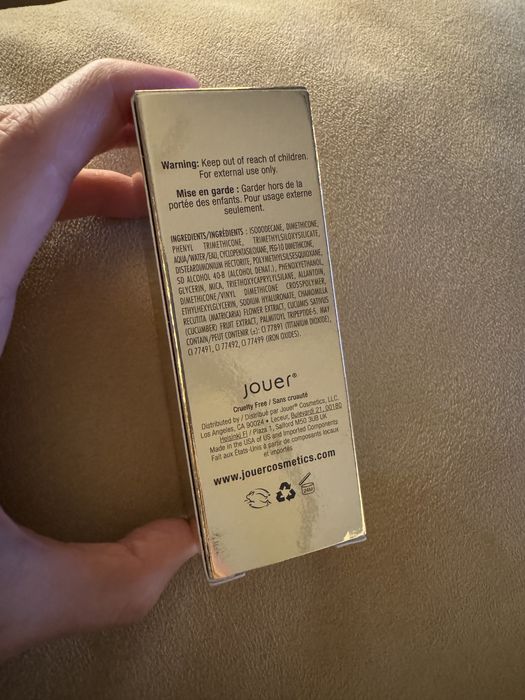 Warning: Keep out of reach of children.
For external use only.
Mise en garde : Garder hors de la
portée des enfants. Pour usage externe
seulement.
INGREDIENTS/INGRÉDIENTS : ISODODECANE, DIMETHICONE,
PHENYL TRIMETHICONE, TRIMETHYLSILOXYSILICATE,
AQUA/WATER/EAU, CYCLOPENTASILOXANE, PEG-10 DIMETHICONE,
DISTEARDIMONIUM HECTORITE, POLYMETHYLSILSESQUIOXANE,
SD ALCOHOL 40-B (ALCOHOL DENAT.), PHENOXYETHANOL,
GLYCERIN, MICA, TRIETHOXYCAPRYLYLSILANE, ALLANTOIN,
DIMETHICONE/VINYL DIMETHICONE CROSSPOLYMER,
ETHYLHEXYLGLYCERIN, SODIUM HYALURONATE, CHAMOMILLA
RECUTITA (MATRICARIA) FLOWER EXTRACT, CUCUMIS SATIVUS
(CUCUMBER) FRUIT EXTRACT, PALMITOYL TRIPEPTIDE-5. MAY
CONTAIN/PEUT CONTENIR (±): CI 77891 (TITANIUM DIOXIDE),
CI 77491, CI 77492, CI 77499 (IRON OXIDES).
jouer®
Cruelty Free / Sans cruauté
Distributed by / Distribué par Jouer® Cosmetics, LLC.
Los Angeles, CA 90024 • Leceur, Bulevardi 21, 00180
Helsinki FI / Plaza 1, Salford M50 3UB UK
Made in the USA of US and Imported Components
Fait aux États-Unis à partir de composants locaux
et importés
www.jouercosmetics.com
24M